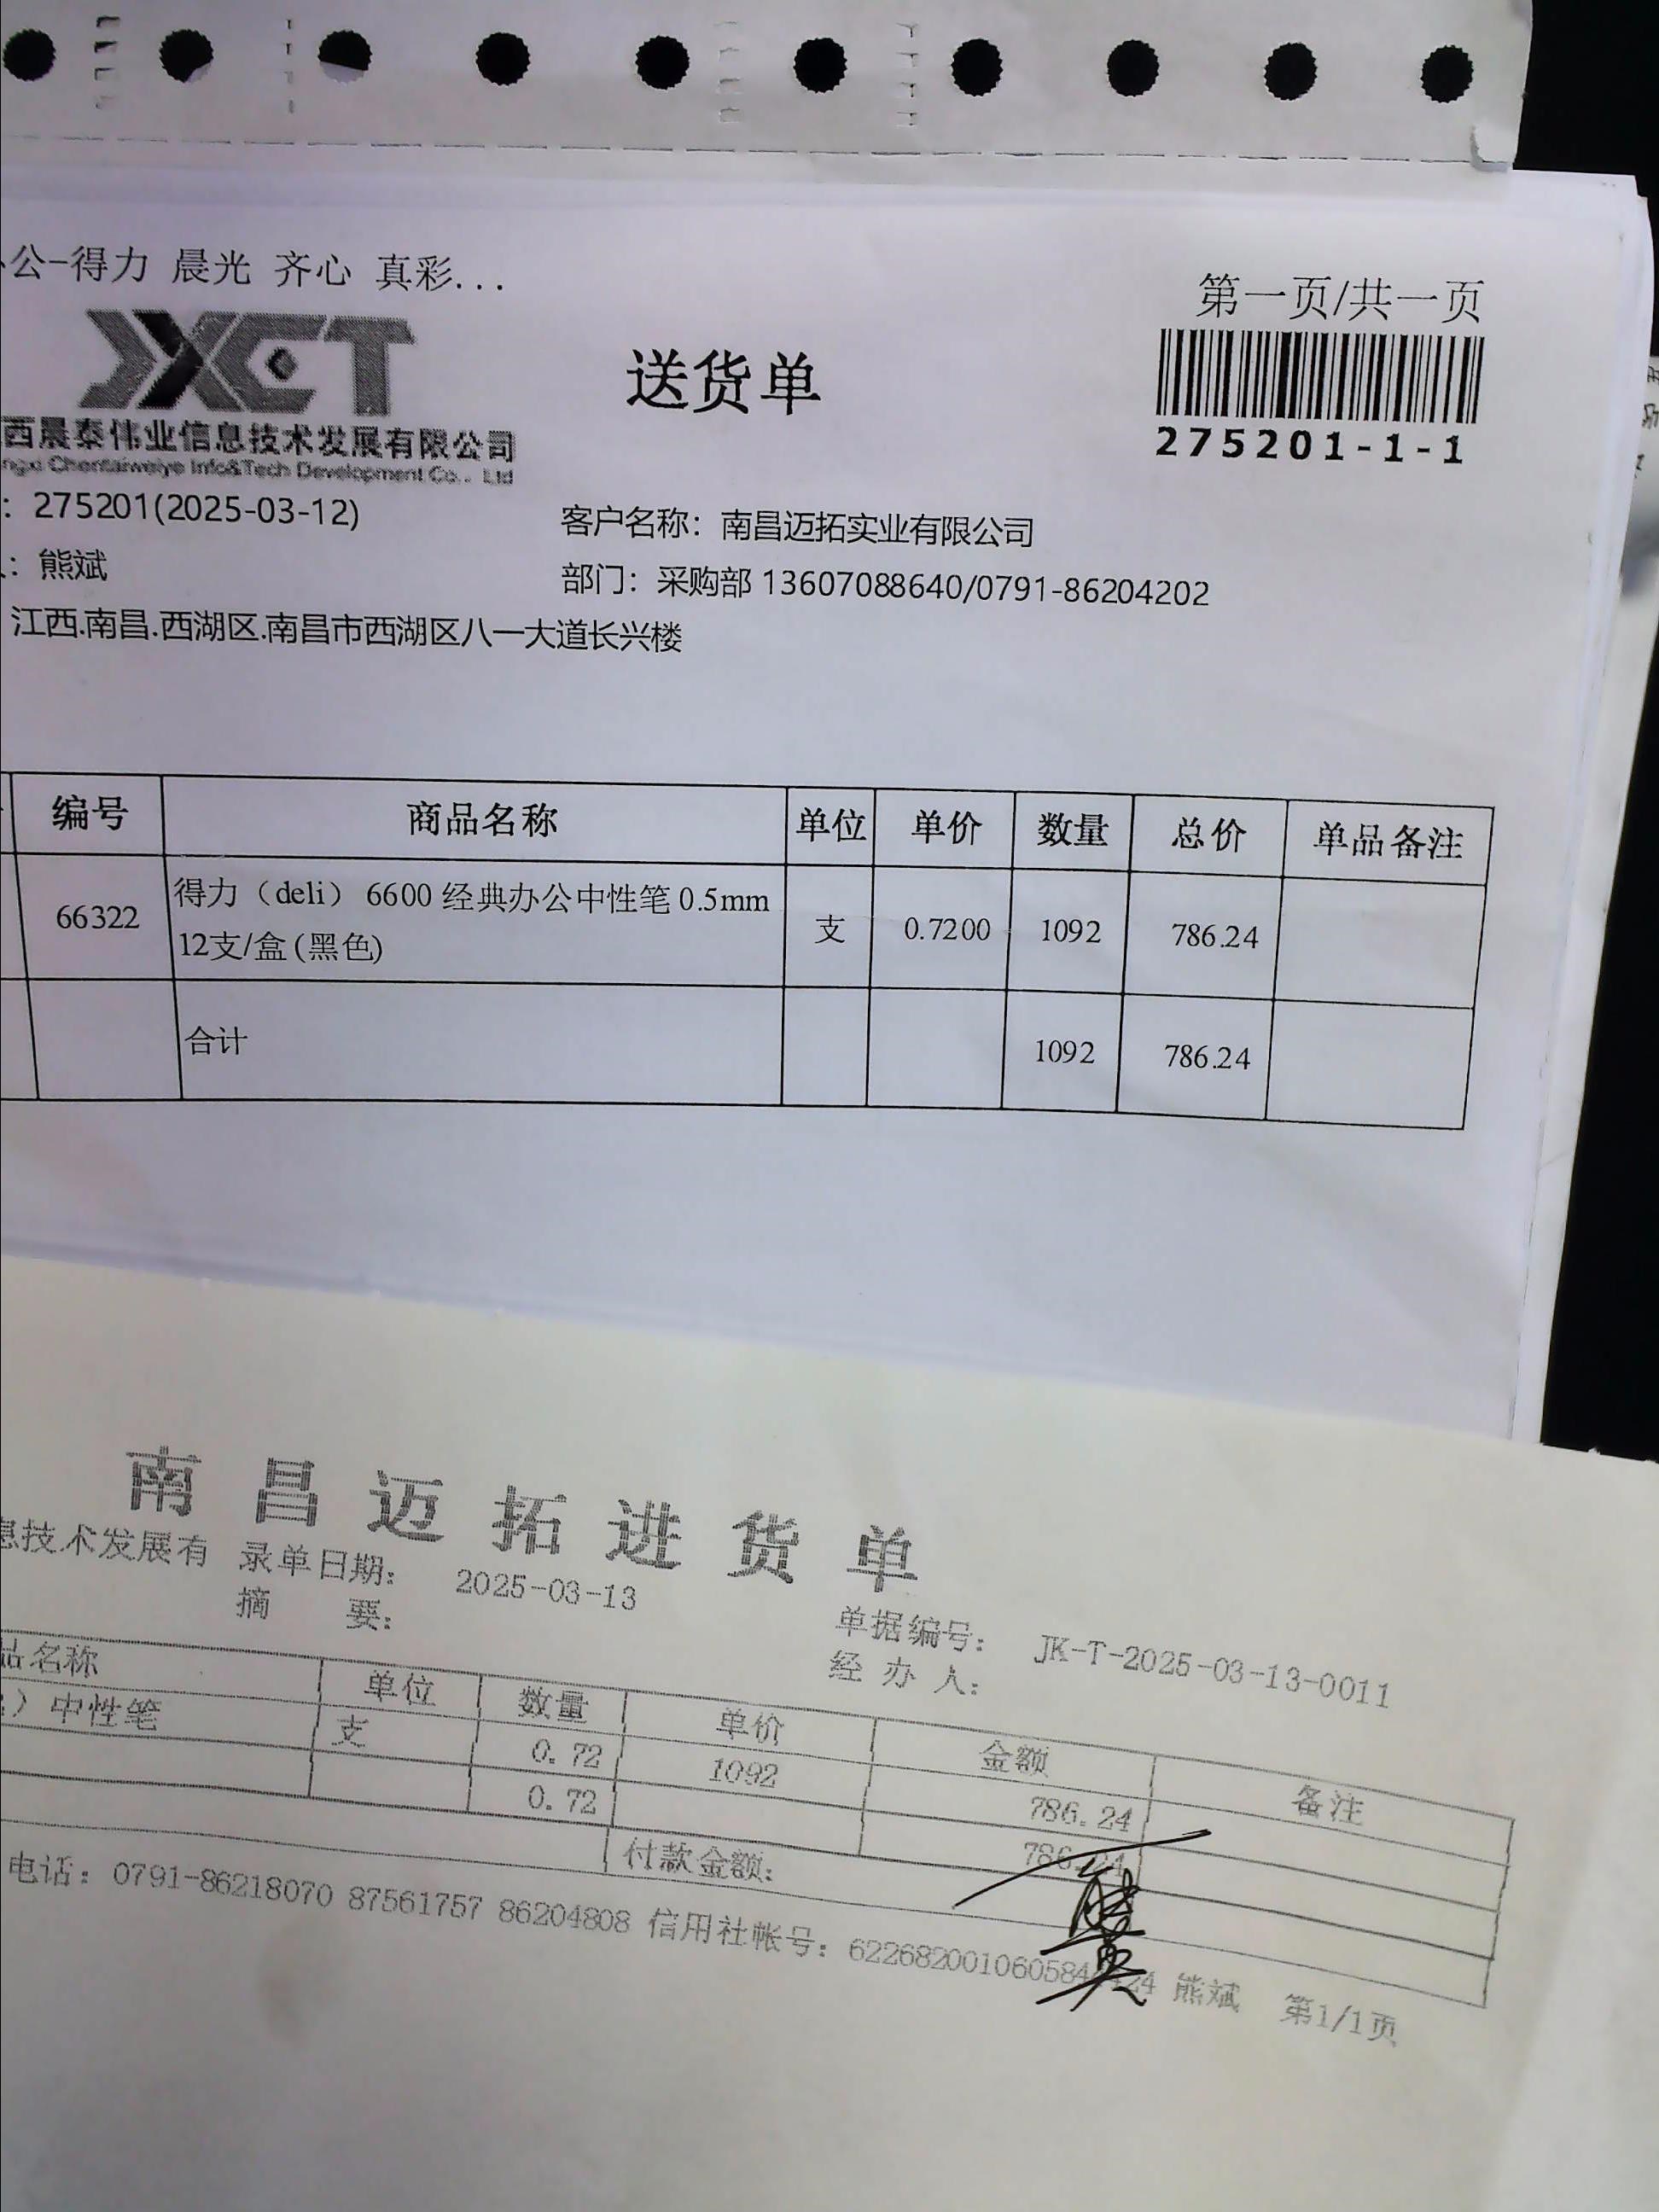 公-得力 晨光 齐心 真彩...
第一页/共一页
JXCT
送货单
275201-1-1
西晨泰伟业信息技术发展有限公司
ngxi Chentaiweiye Info&Tech Development Co., Ltd
: 275201(2025-03-12)
客户名称: 南昌迈拓实业有限公司
: 熊斌
部门: 采购部 13607088640/0791-86204202
江西.南昌.西湖区.南昌市西湖区八一大道长兴楼
编号 商品名称 单位 单价 数量 总价 单品备注
66322 得力（deli） 6600 经典办公中性笔 0.5mm 12支/盒 (黑色) 支 0.7200 1092 786.24
合计 1092 786.24
南昌迈拓进货单
息技术发展有 录单日期: 2025-03-13
单据编号: JK-T-2025-03-13-0011
摘 要:
经 办 人:
品名称 单位 数量 单价 金额 备注
）中性笔 支 0.72 1092 786.24
0.72 786.24
付款金额:
电话: 0791-86218070 87561757 86204808 信用社帐号: 熊斌 第1/1页